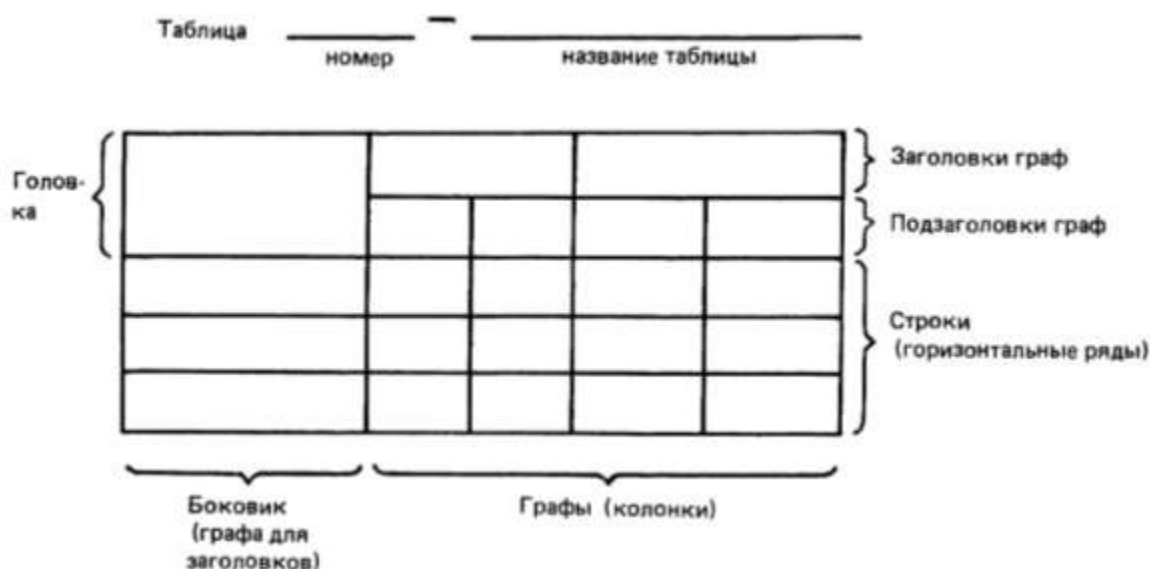 Таблица –
номер название таблицы
Голов-
ка
Заголовки граф
Подзаголовки граф
Строки
(горизонтальные ряды)
Боковик
(графа для
заголовков)
Графы (колонки)